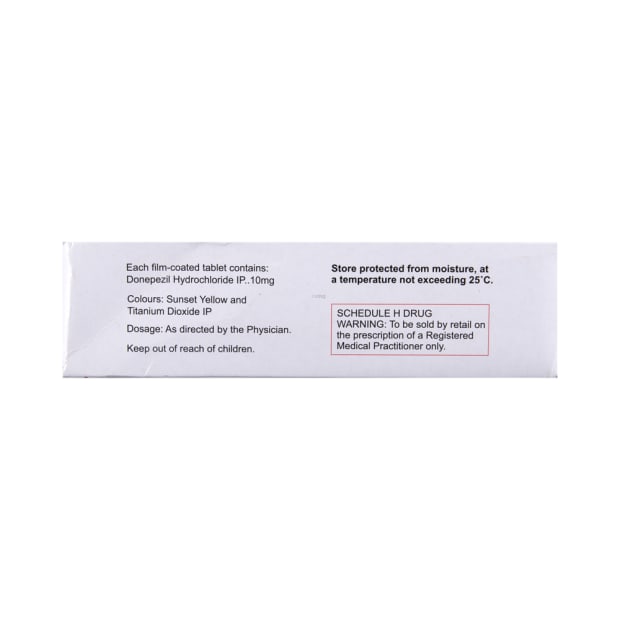 Each film-coated tablet contains:
Donepezil Hydrochloride IP..10mg
Colours: Sunset Yellow and
Titanium Dioxide IP
Dosage: As directed by the Physician.
Keep out of reach of children.
Store protected from moisture, at
a temperature not exceeding 25°C.
SCHEDULE H DRUG
WARNING: To be sold by retail on
the prescription of a Registered
Medical Practitioner only.